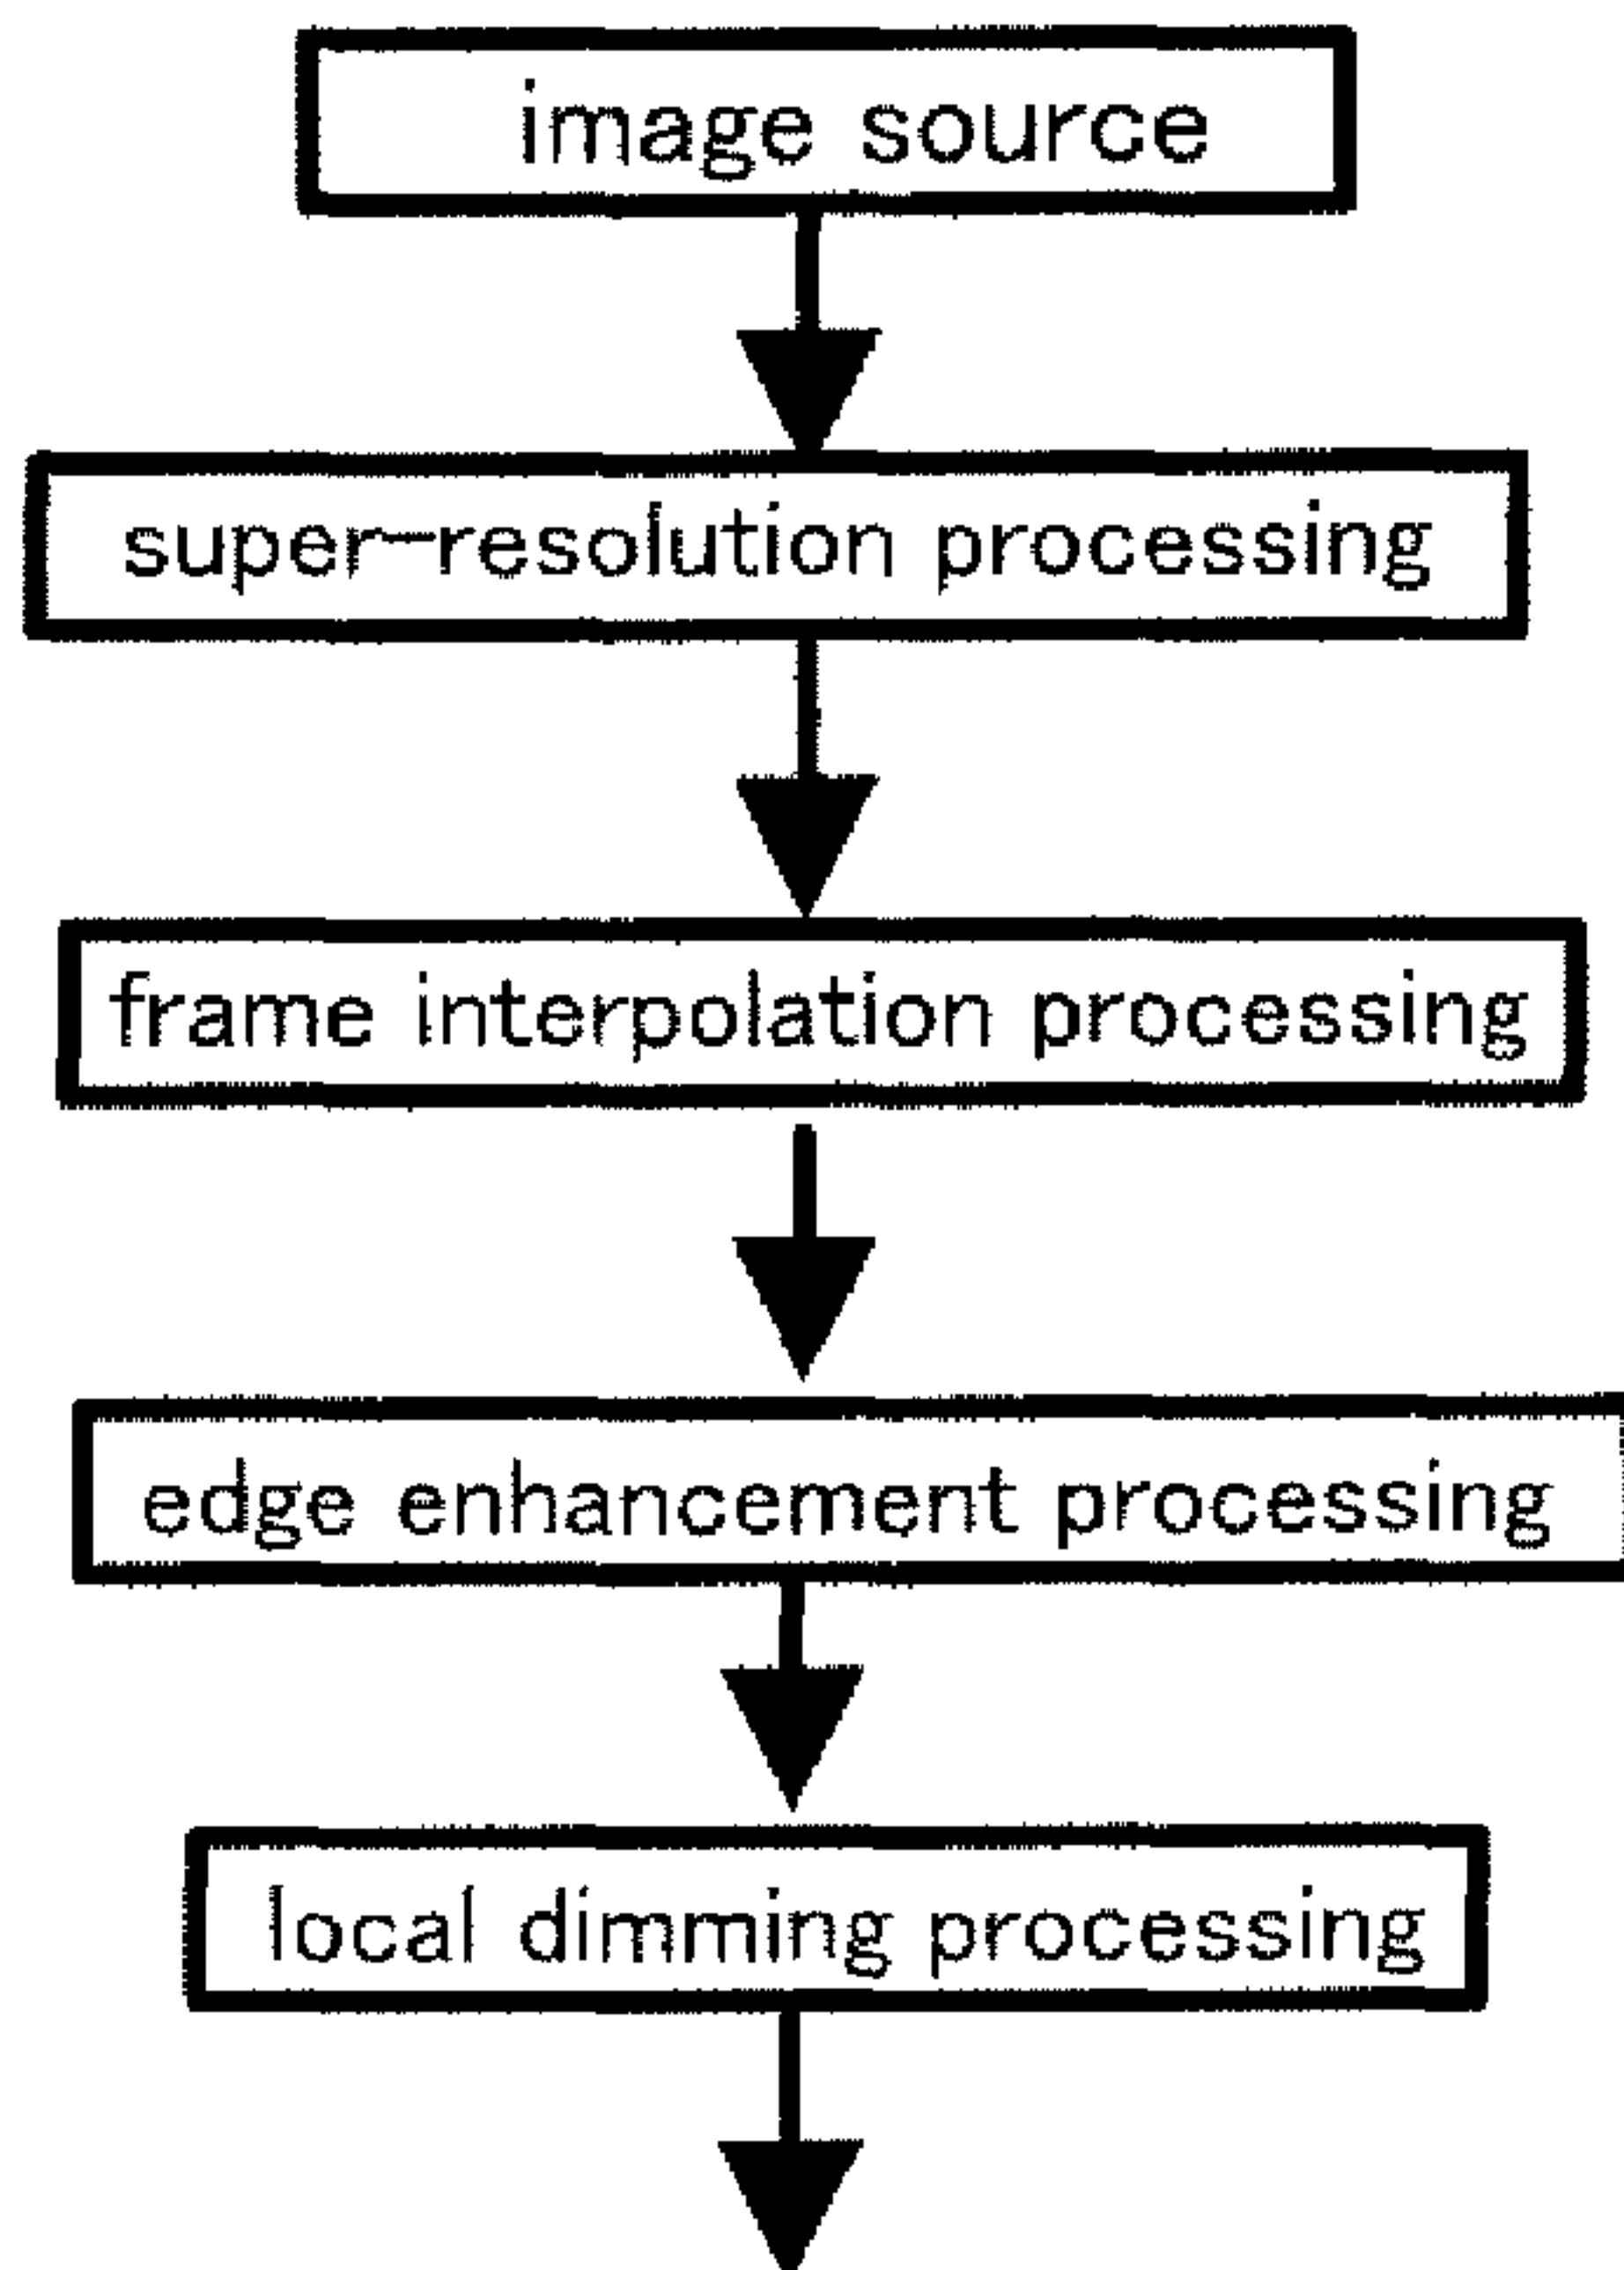 image source
super-resolution processing
frame interpolation processing
edge enhancement processing
local dimming processing